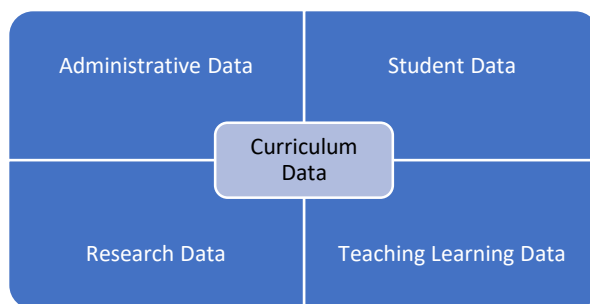 Administrative Data
Student Data
Curriculum
Data
Research Data
Teaching Learning Data